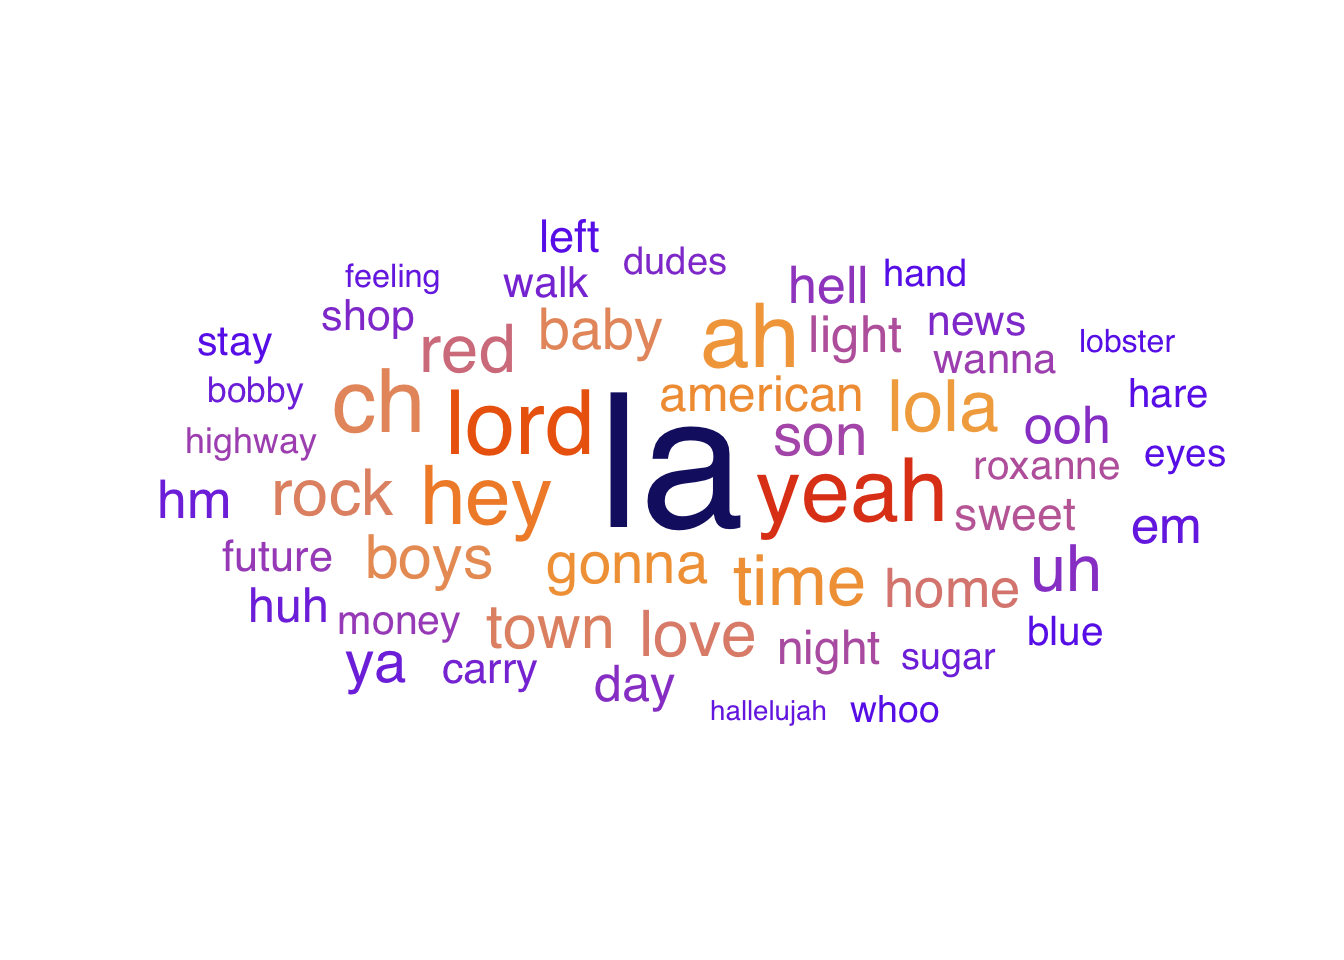 left
dudes
feeling
walk
hell
hand
shop
baby
ah
light
news
stay
red
wanna
lobster
bobby
ch
lord
la
american
lola
hare
highway
son
ooh
roxanne
eyes
hm
rock
hey
yeah
sweet
em
future
boys
gonna
time
home
uh
huh
money
town
love
night
blue
ya
carry
day
sugar
hallelujah
whoo